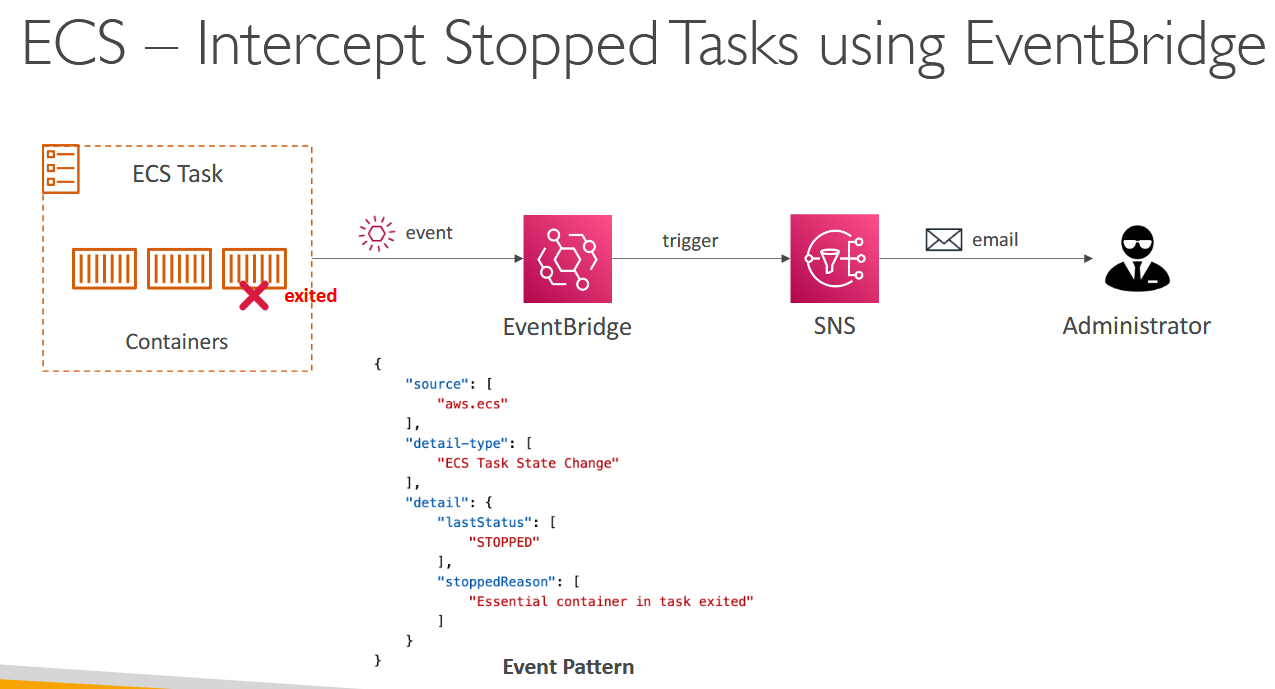 ECS – Intercept Stopped Tasks using EventBridge
ECS Task
exited
Containers
event
EventBridge
trigger
SNS
email
Administrator
{
    "source": [
        "aws.ecs"
    ],
    "detail-type": [
        "ECS Task State Change"
    ],
    "detail": {
        "lastStatus": [
            "STOPPED"
        ],
        "stoppedReason": [
            "Essential container in task exited"
        ]
    }
}
Event Pattern